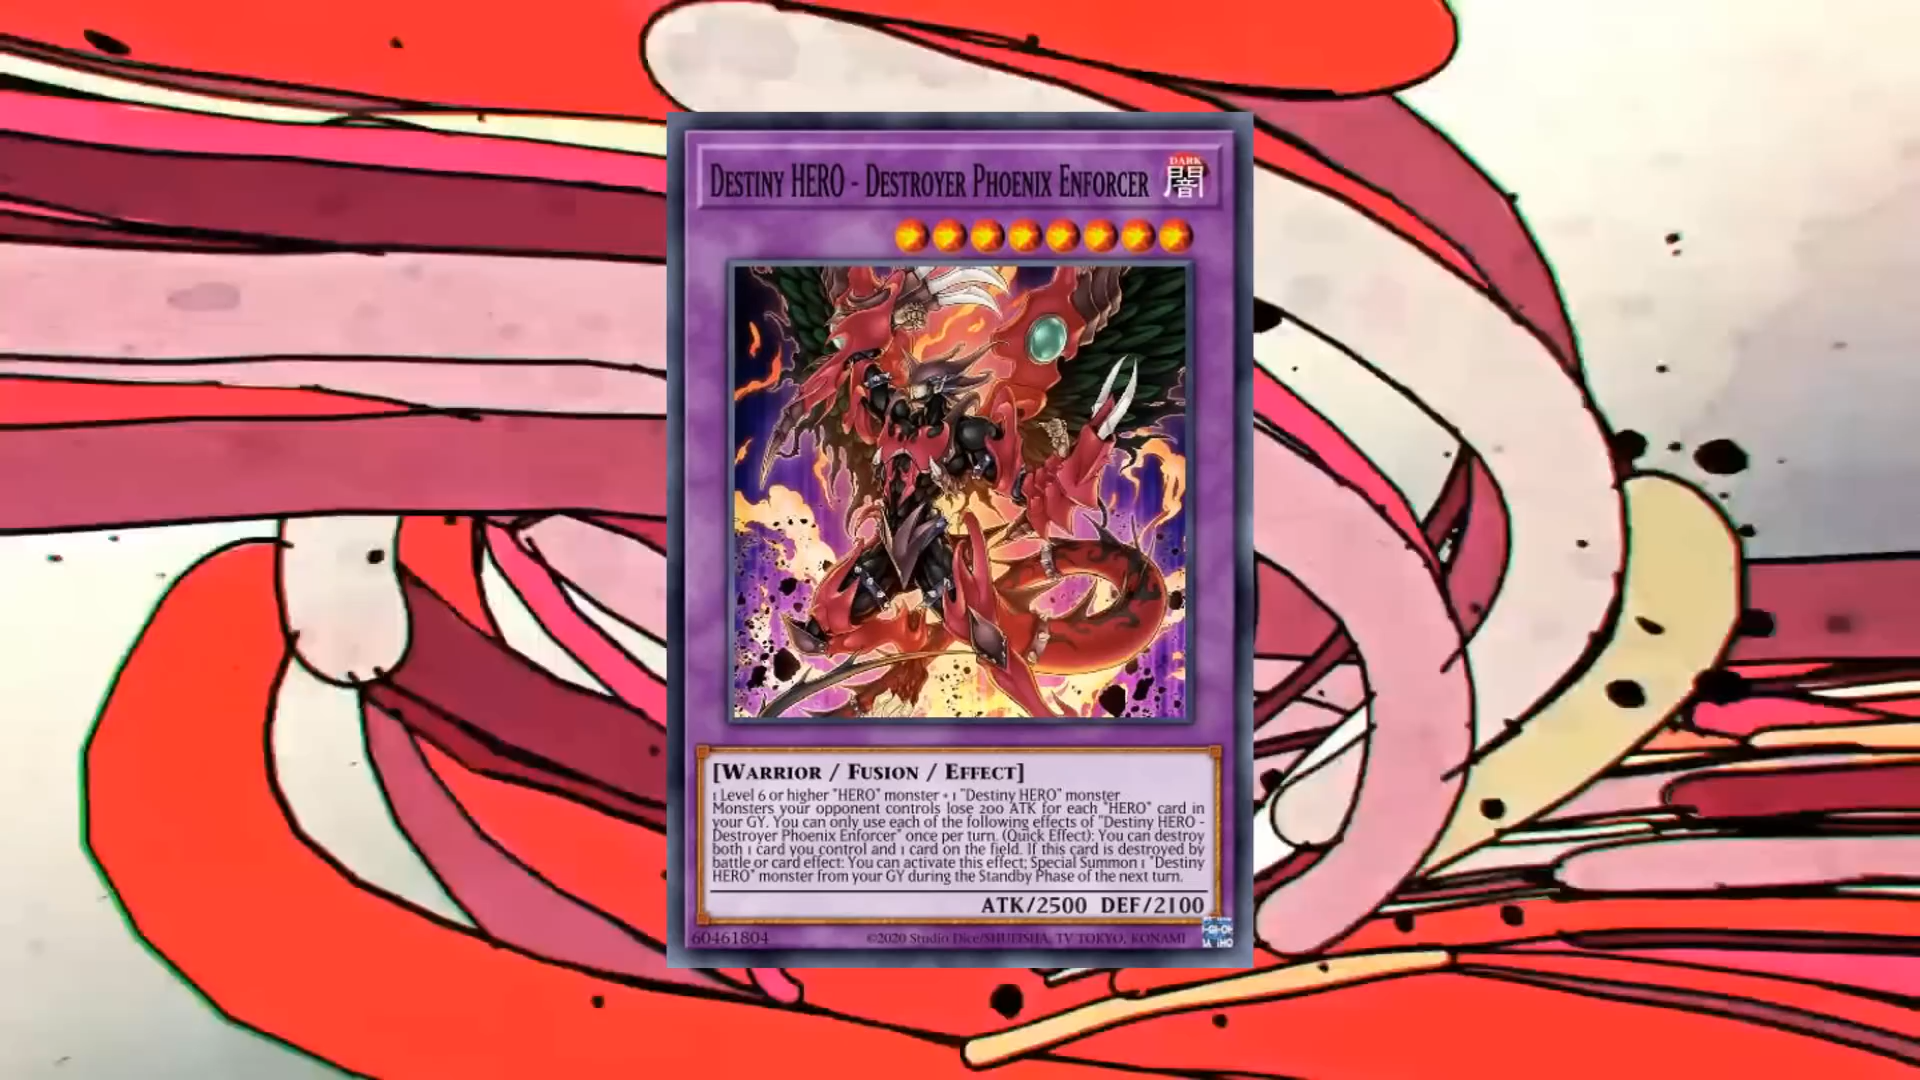 Destiny HERO - Destroyer Phoenix Enforcer
DARK
闇
[Warrior / Fusion / Effect]
1 Level 6 or higher "HERO" monster + 1 "Destiny HERO" monster
Monsters your opponent controls lose 200 ATK for each "HERO" card in
your GY. You can only use each of the following effects of "Destiny HERO -
Destroyer Phoenix Enforcer" once per turn. (Quick Effect): You can destroy
both 1 card you control and 1 card on the field. If this card is destroyed by
battle or card effect: You can activate this effect; Special Summon 1 "Destiny
HERO" monster from your GY during the Standby Phase of the next turn.
ATK/2500 DEF/2100
60461804
©2020 Studio Dice/SHUEISHA, TV TOKYO, KONAMI